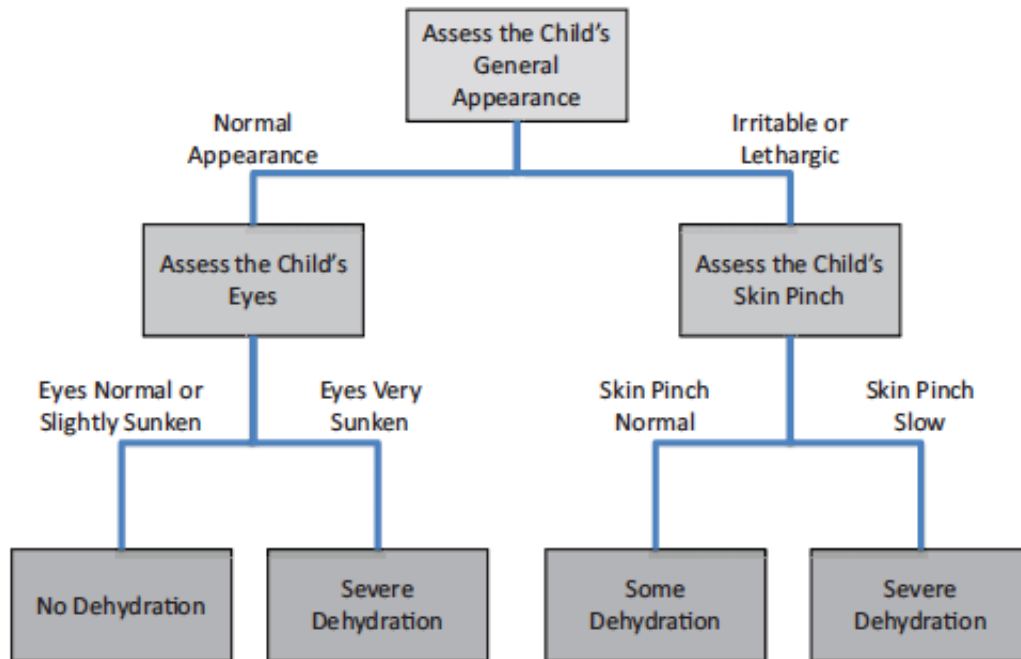 Assess the Child's
General
Appearance
Normal
Appearance
Irritable or
Lethargic
Assess the Child's
Eyes
Assess the Child's
Skin Pinch
Eyes Normal or
Slightly Sunken
Eyes Very
Sunken
Skin Pinch
Normal
Skin Pinch
Slow
No Dehydration
Severe
Dehydration
Some
Dehydration
Severe
Dehydration